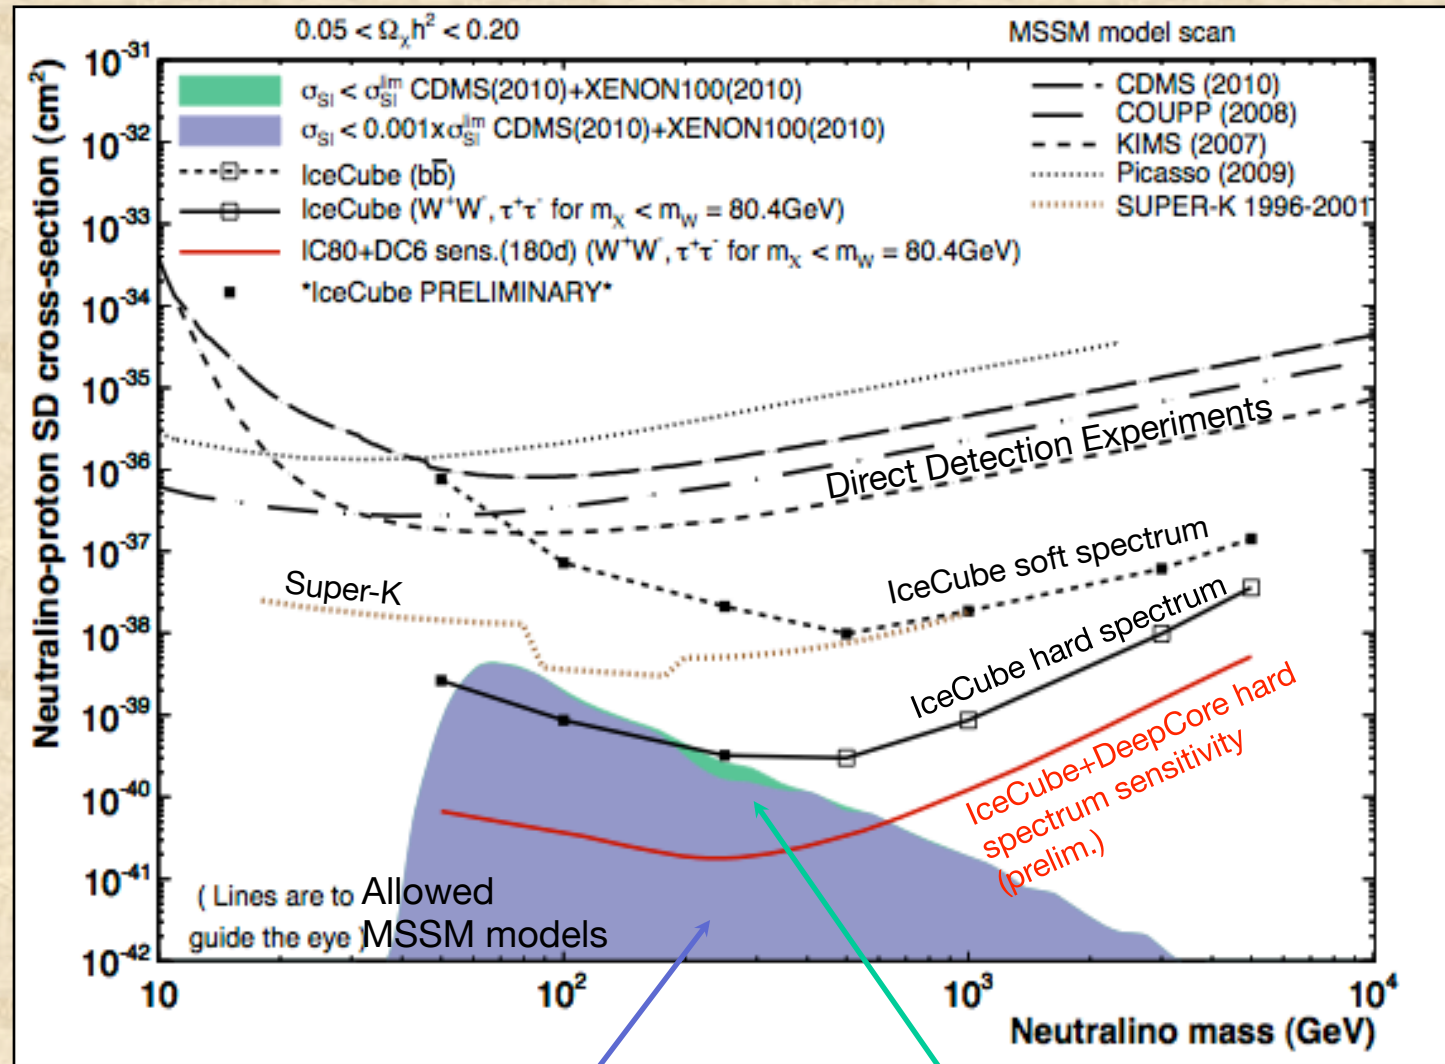 0.05 < Ωχh² < 0.20
MSSM model scan
σSI < σSI^lim CDMS(2010)+XENON100(2010)
σSI < 0.001xσSI^lim CDMS(2010)+XENON100(2010)
IceCube (bb̅)
IceCube (W⁺W⁻, τ⁺τ⁻ for mχ < mW = 80.4GeV)
IC80+DC6 sens.(180d) (W⁺W⁻, τ⁺τ⁻ for mχ < mW = 80.4GeV)
*IceCube PRELIMINARY*
CDMS (2010)
COUPP (2008)
KIMS (2007)
Picasso (2009)
SUPER-K 1996-2001
Neutralino-proton SD cross-section (cm²)
10⁻³¹
10⁻³²
10⁻³³
10⁻³⁴
10⁻³⁵
10⁻³⁶
10⁻³⁷
10⁻³⁸
10⁻³⁹
10⁻⁴⁰
10⁻⁴¹
10⁻⁴²
Direct Detection Experiments
Super-K
IceCube soft spectrum
IceCube hard spectrum
IceCube+DeepCore hard
spectrum sensitivity
(prelim.)
( Lines are to
guide the eye )
Allowed
MSSM models
10
10²
10³
10⁴
Neutralino mass (GeV)